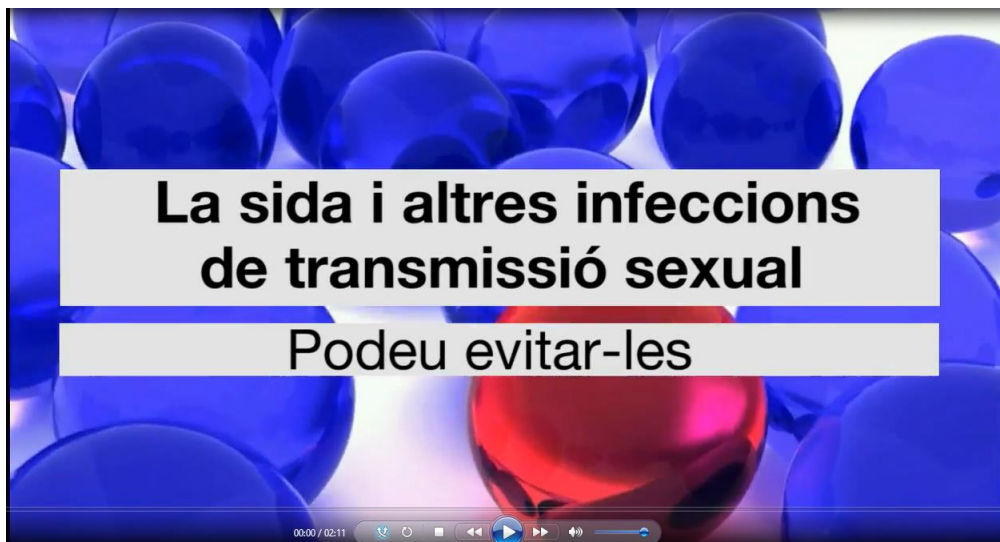 La sida i altres infeccions
de transmissió sexual
Podeu evitar-les
00:00 / 02:11